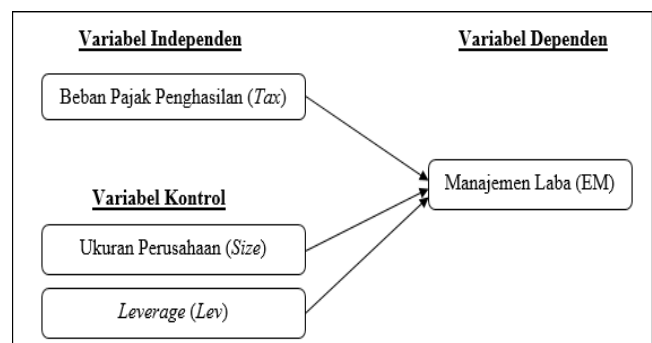 Variabel Independen
Variabel Dependen
Beban Pajak Penghasilan (Tax)
Manajemen Laba (EM)
Variabel Kontrol
Ukuran Perusahaan (Size)
Leverage (Lev)